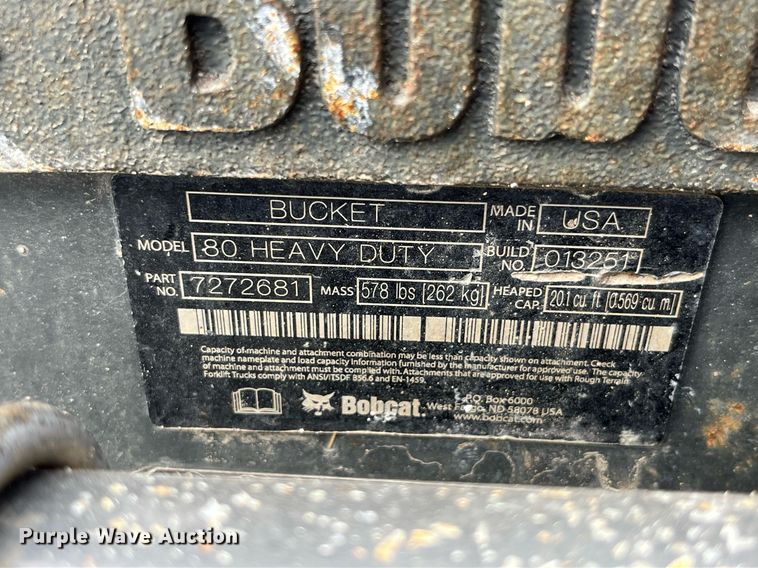 BOBC
BUCKET MADE IN USA
MODEL 80. HEAVY DUTY BUILD NO. 013251
PART NO. 7272681 MASS 578 lbs [262 kg] HEAPED CAP. 20.1 cu. ft. [0.569 cu. m.]
Capacity of machine and attachment combination may be less than capacity shown on attachment. Check
machine nameplate and load capacity information furnished by the manufacturer for approved maximum. The capacity
of machine attachment must be complied with. Attachments that are approved for use with Rough Terrain
Forklift Trucks comply with ANSI/ITSDF B56.6 and EN-1459.
Bobcat.
P.O. Box 6000
West Fargo, ND 58078 USA
www.bobcat.com
Purple Wave Auction